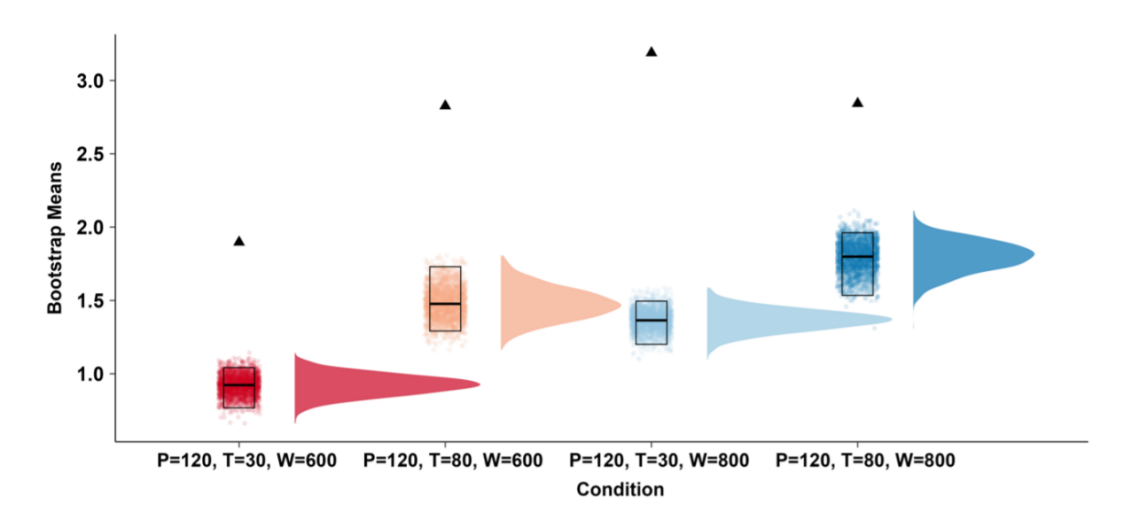 Bootstrap Means
3.0
2.5
2.0
1.5
1.0
P=120, T=30, W=600 P=120, T=80, W=600 P=120, T=30, W=800 P=120, T=80, W=800
Condition